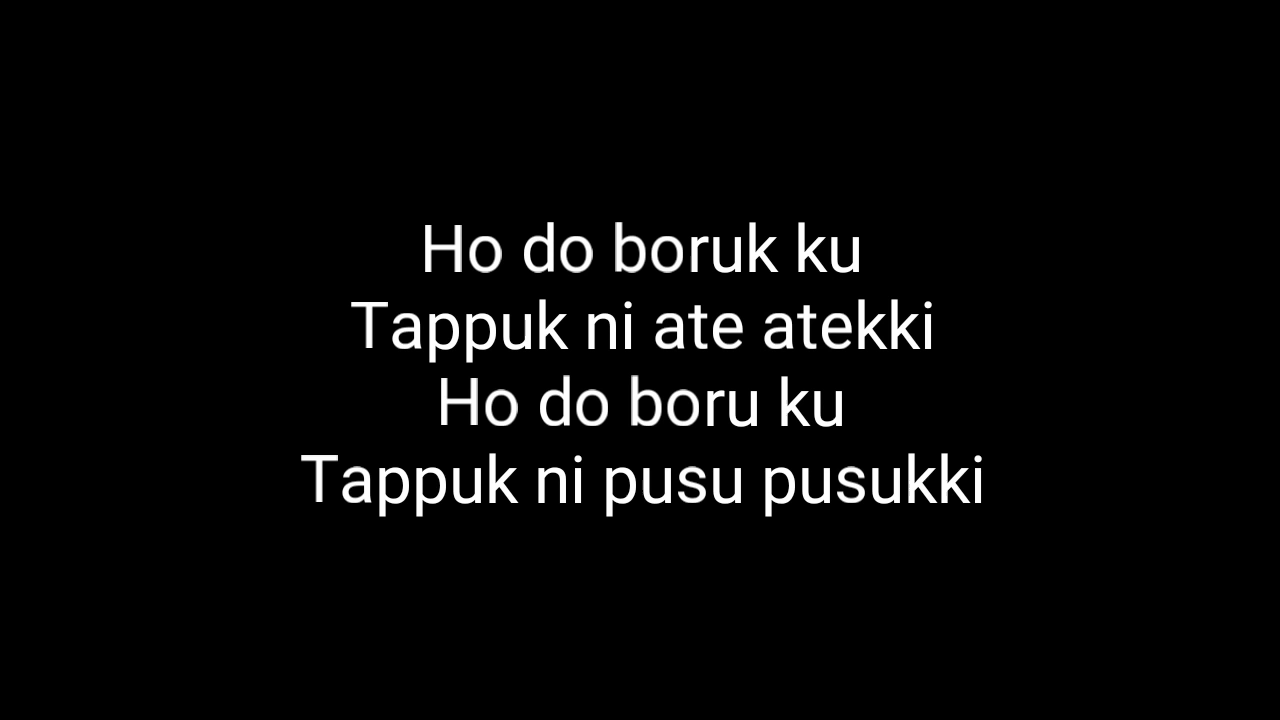 Ho do boruk ku
Tappuk ni ate atekki
Ho do boru ku
Tappuk ni pusu pusukki